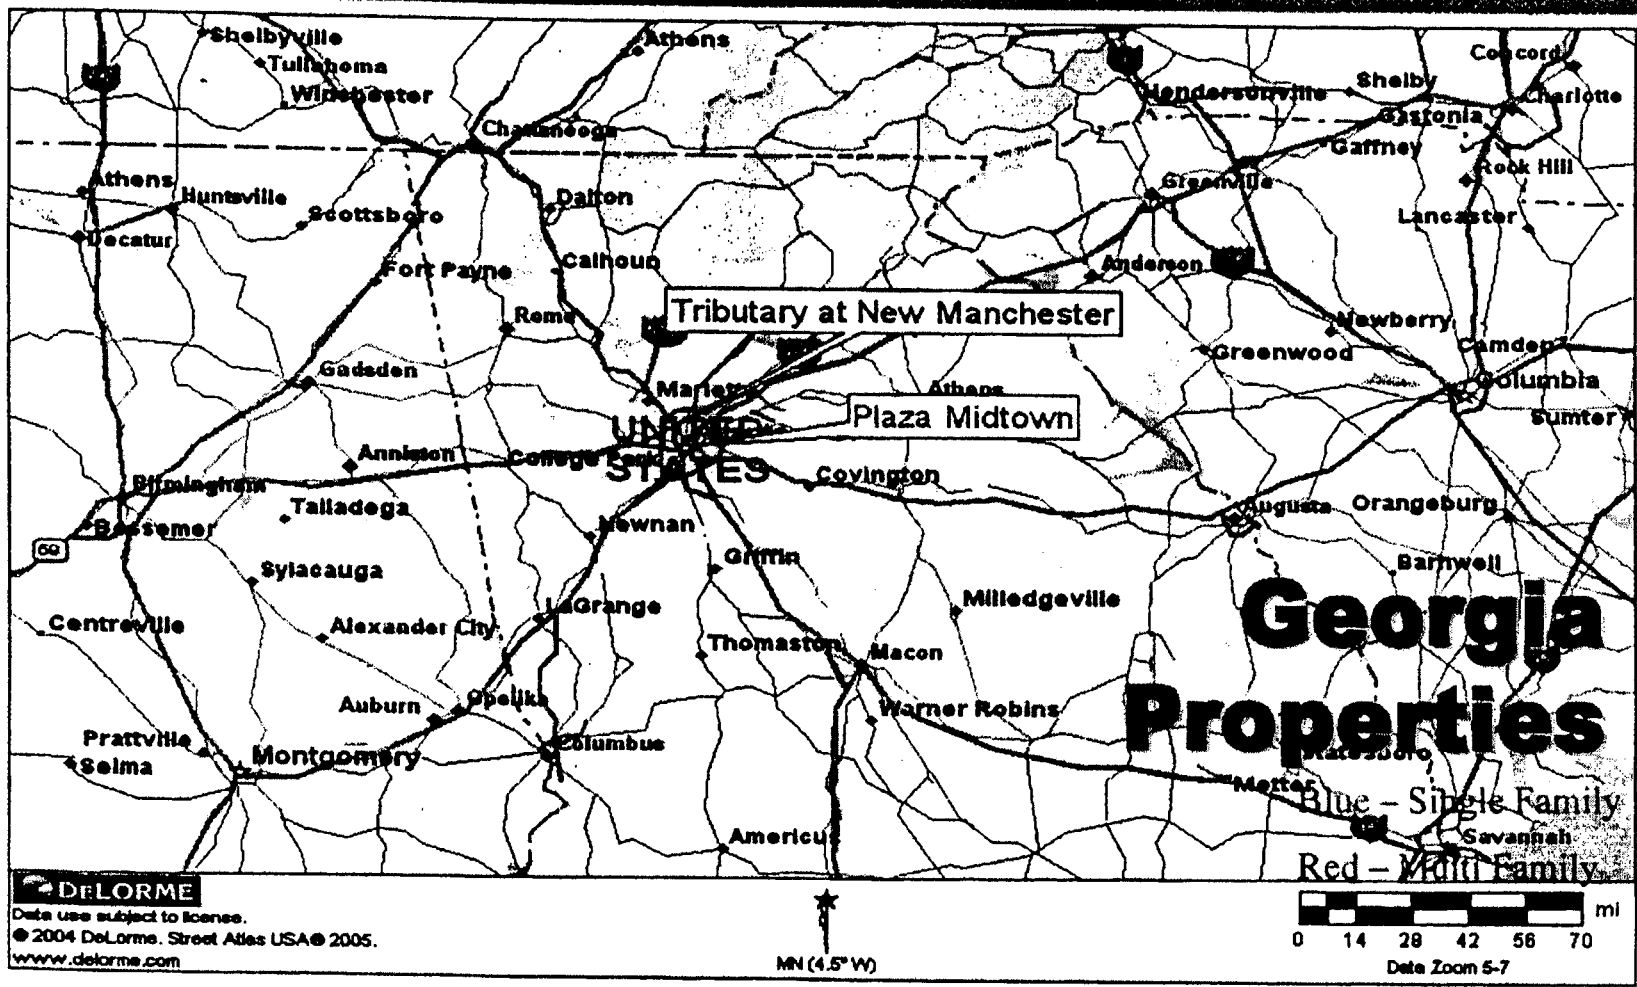 Shelbyville
Athens
Concord
Tullahoma
Shelby
Winchester
Hendersonville
Charlotte
Gastonia
Chattanooga
Gaffney
Rock Hill
Athens
Greenville
Huntsville
Dalton
Scottsboro
Lancaster
Decatur
Calhoun
Anderson
Fort Payne
Tributary at New Manchester
Rome
Newberry
Camden
Greenwood
Gadsden
Columbia
Marietta
Athens
Sumter
Plaza Midtown
UNITED
STATES
Anniston
College Park
Covington
Birmingham
Augusta
Orangeburg
Talladega
Bessemer
Newnan
59
Griffin
Barnwell
Sylacauga
Georgia
Milledgeville
LaGrange
Centreville
Alexander City
Thomaston
Macon
Opelika
Auburn
Warner Robins
Properties
Prattville
Columbus
Montgomery
Statesboro
Selma
Metter
Blue – Single Family
Americus
Savannah
Red – Multi Family
DELORME
Data use subject to license.
© 2004 DeLorme. Street Atlas USA® 2005.
www.delorme.com
MN (4.5° W)
mi
0 14 28 42 56 70
Data Zoom 5-7